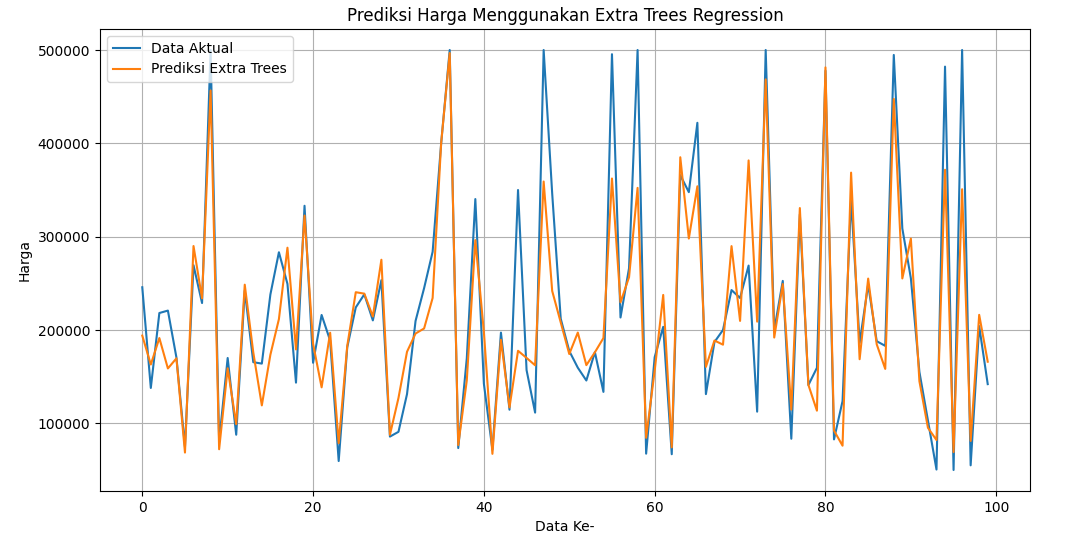 Prediksi Harga Menggunakan Extra Trees Regression
Data Aktual
Prediksi Extra Trees
500000
400000
300000
200000
100000
Harga
0 20 40 60 80 100
Data Ke-